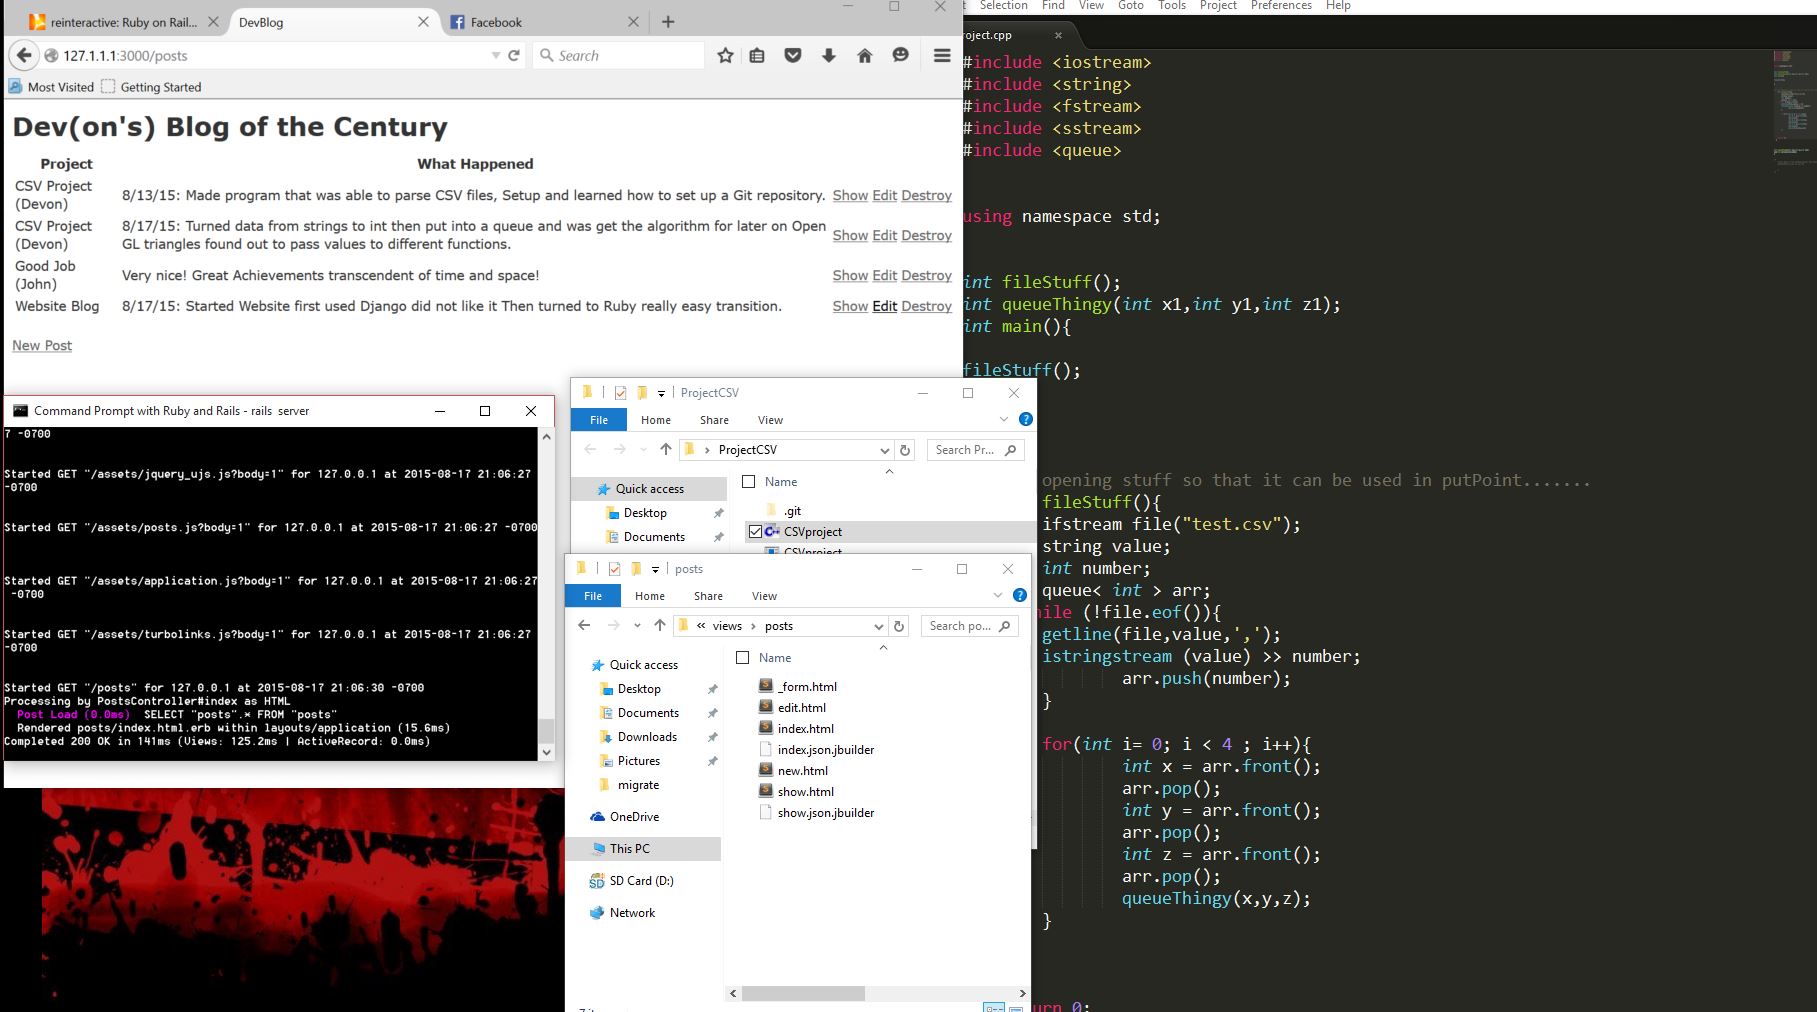 reinteractive: Ruby on Rail...
DevBlog
Facebook
127.1.1.1:3000/posts
Search
Most Visited
Getting Started
Dev(on's) Blog of the Century
Project What Happened
CSV Project
(Devon)
8/13/15: Made program that was able to parse CSV files, Setup and learned how to set up a Git repository.
Show Edit Destroy
CSV Project
(Devon)
8/17/15: Turned data from strings to int then put into a queue and was get the algorithm for later on Open
GL triangles found out to pass values to different functions.
Show Edit Destroy
Good Job
(John)
Very nice! Great Achievements transcendent of time and space!
Show Edit Destroy
Website Blog
8/17/15: Started Website first used Django did not like it Then turned to Ruby really easy transition.
Show Edit Destroy
New Post
Command Prompt with Ruby and Rails - rails server
7 -0700
Started GET "/assets/jquery_ujs.js?body=1" for 127.0.0.1 at 2015-08-17 21:06:27
-0700
Started GET "/assets/posts.js?body=1" for 127.0.0.1 at 2015-08-17 21:06:27 -0700
Started GET "/assets/application.js?body=1" for 127.0.0.1 at 2015-08-17 21:06:27
-0700
Started GET "/assets/turbolinks.js?body=1" for 127.0.0.1 at 2015-08-17 21:06:27
-0700
Started GET "/posts" for 127.0.0.1 at 2015-08-17 21:06:30 -0700
Processing by PostsController#index as HTML
Post Load (0.0ms) SELECT "posts".* FROM "posts"
Rendered posts/index.html.erb within layouts/application (15.6ms)
Completed 200 OK in 141ms (Views: 125.2ms | ActiveRecord: 0.0ms)
ProjectCSV
File Home Share View
ProjectCSV
Search Pr...
Name
Quick access
Desktop
Documents
.git
CSVproject
CSVproject
posts
File Home Share View
« views › posts
Search po...
Name
Quick access
Desktop
Documents
Downloads
Pictures
migrate
OneDrive
This PC
SD Card (D:)
Network
_form.html
edit.html
index.html
index.json.jbuilder
new.html
show.html
show.json.jbuilder
t Selection Find View Goto Tools Project Preferences Help
roject.cpp
#include <iostream>
#include <string>
#include <fstream>
#include <sstream>
#include <queue>
using namespace std;
int fileStuff();
int queueThingy(int x1,int y1,int z1);
int main(){
fileStuff();
opening stuff so that it can be used in putPoint.......
fileStuff(){
ifstream file("test.csv");
string value;
int number;
queue< int > arr;
hile (!file.eof()){
getline(file,value,',');
istringstream (value) >> number;
arr.push(number);
}
for(int i= 0; i < 4 ; i++){
int x = arr.front();
arr.pop();
int y = arr.front();
arr.pop();
int z = arr.front();
arr.pop();
queueThingy(x,y,z);
}
urn 0;